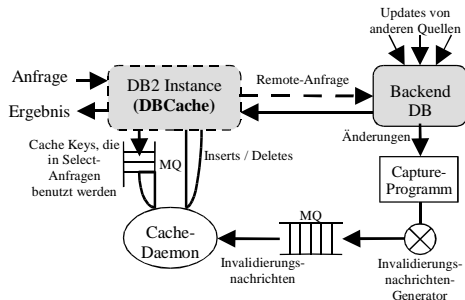 Updates von
anderen Quellen
Anfrage
Ergebnis
DB2 Instance
(DBCache)
Remote-Anfrage
Backend
DB
Änderungen
Cache Keys, die
in Select-
Anfragen
benutzt werden
MQ
Inserts / Deletes
Capture-
Programm
Cache-
Daemon
MQ
Invalidierungs-
nachrichten
Invalidierungs-
nachrichten-
Generator